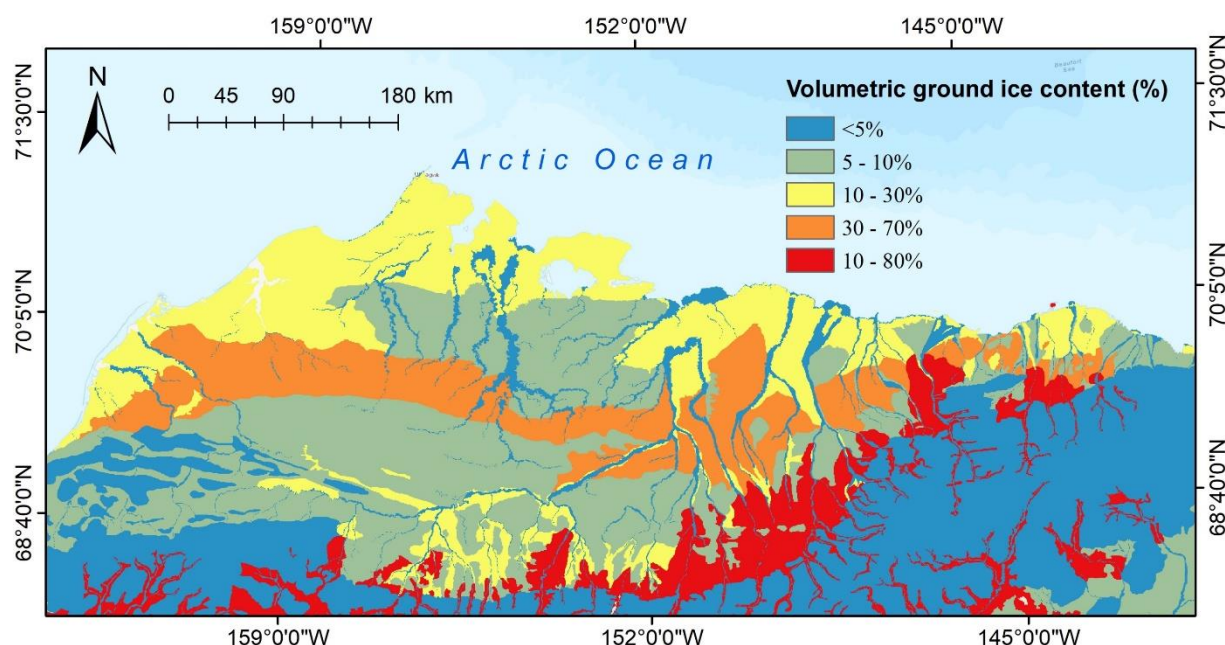 159°0'0"W 152°0'0"W 145°0'0"W
Beaufort
Sea
N
0 45 90 180 km
Volumetric ground ice content (%)
<5%
5 - 10%
10 - 30%
30 - 70%
10 - 80%
71°30'0"N
71°30'0"N
Arctic Ocean
70°5'0"N
70°5'0"N
68°40'0"N
68°40'0"N
159°0'0"W 152°0'0"W 145°0'0"W